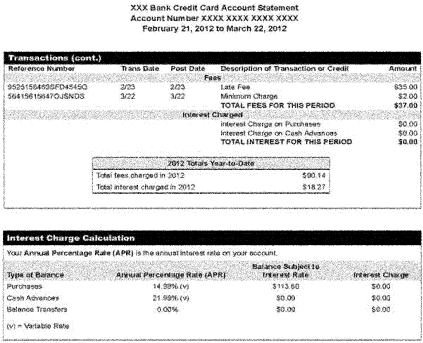 XXX Bank Credit Card Account Statement
Account Number XXXX XXXX XXXX XXXX
February 21, 2012 to March 22, 2012
Transactions (cont.)
Reference Number Trans Date Post Date Description of Transaction or Credit Amount
Fees
9525156469SFD4545Q 2/23 2/23 Late Fee $35.00
56415615647OJSNDS 3/22 3/22 Minimum Charge $2.00
TOTAL FEES FOR THIS PERIOD $37.00
Interest Charged
Interest Charge on Purchases $0.00
Interest Charge on Cash Advances $0.00
TOTAL INTEREST FOR THIS PERIOD $0.00
2012 Totals Year-to-Date
Total fees charged in 2012 $90.14
Total interest charged in 2012 $18.27
Interest Charge Calculation
Your Annual Percentage Rate (APR) is the annual interest rate on your account.
Balance Subject to
Type of Balance Annual Percentage Rate (APR) Interest Rate Interest Charge
Purchases 14.99% (v) $113.60 $0.00
Cash Advances 21.99% (v) $0.00 $0.00
Balance Transfers 0.00% $0.00 $0.00
(v) = Variable Rate